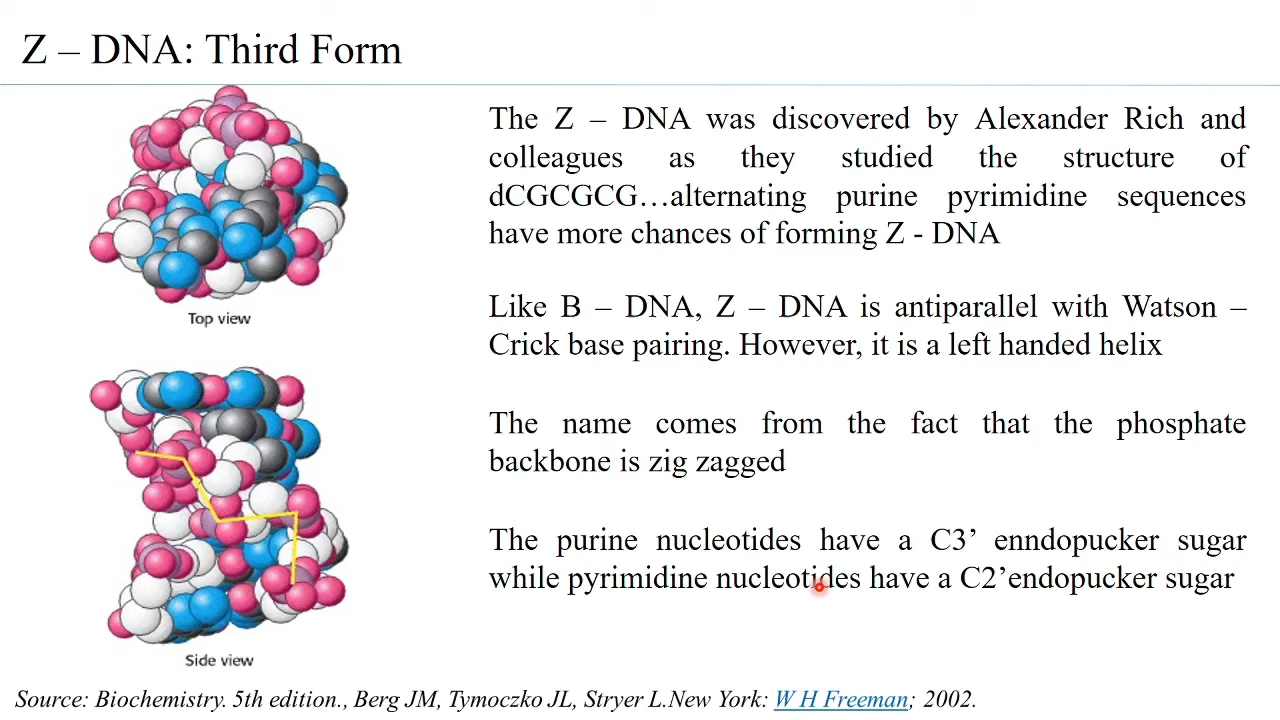 Z – DNA: Third Form
The Z – DNA was discovered by Alexander Rich and
colleagues as they studied the structure of
dCGCGCG…alternating purine pyrimidine sequences
have more chances of forming Z - DNA
Top view
Like B – DNA, Z – DNA is antiparallel with Watson –
Crick base pairing. However, it is a left handed helix
The name comes from the fact that the phosphate
backbone is zig zagged
The purine nucleotides have a C3’ enndopucker sugar
while pyrimidine nucleotides have a C2’endopucker sugar
Side view
Source: Biochemistry. 5th edition., Berg JM, Tymoczko JL, Stryer L.New York: W H Freeman; 2002.